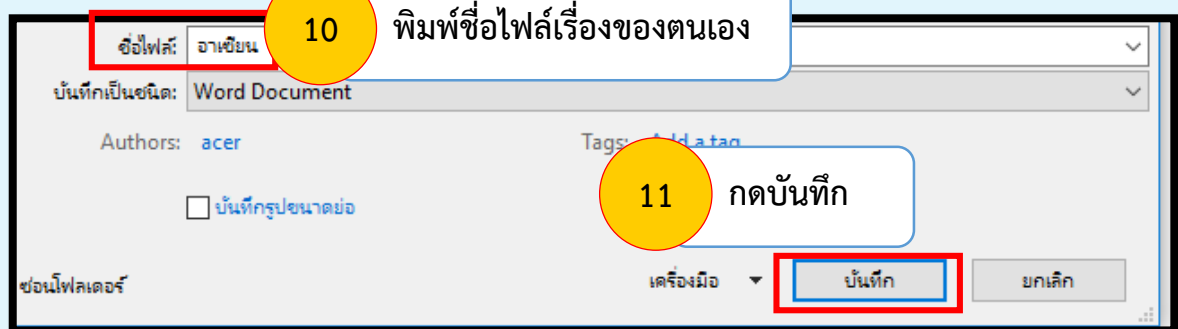 10 พิมพ์ชื่อไฟล์เรื่องของตนเอง
ชื่อไฟล์: อาเซียน
บันทึกเป็นชนิด: Word Document
Authors: acer Tags: Add a tag
11 กดบันทึก
บันทึกรูปขนาดย่อ
ซ่อนโฟลเดอร์ เครื่องมือ บันทึก ยกเลิก